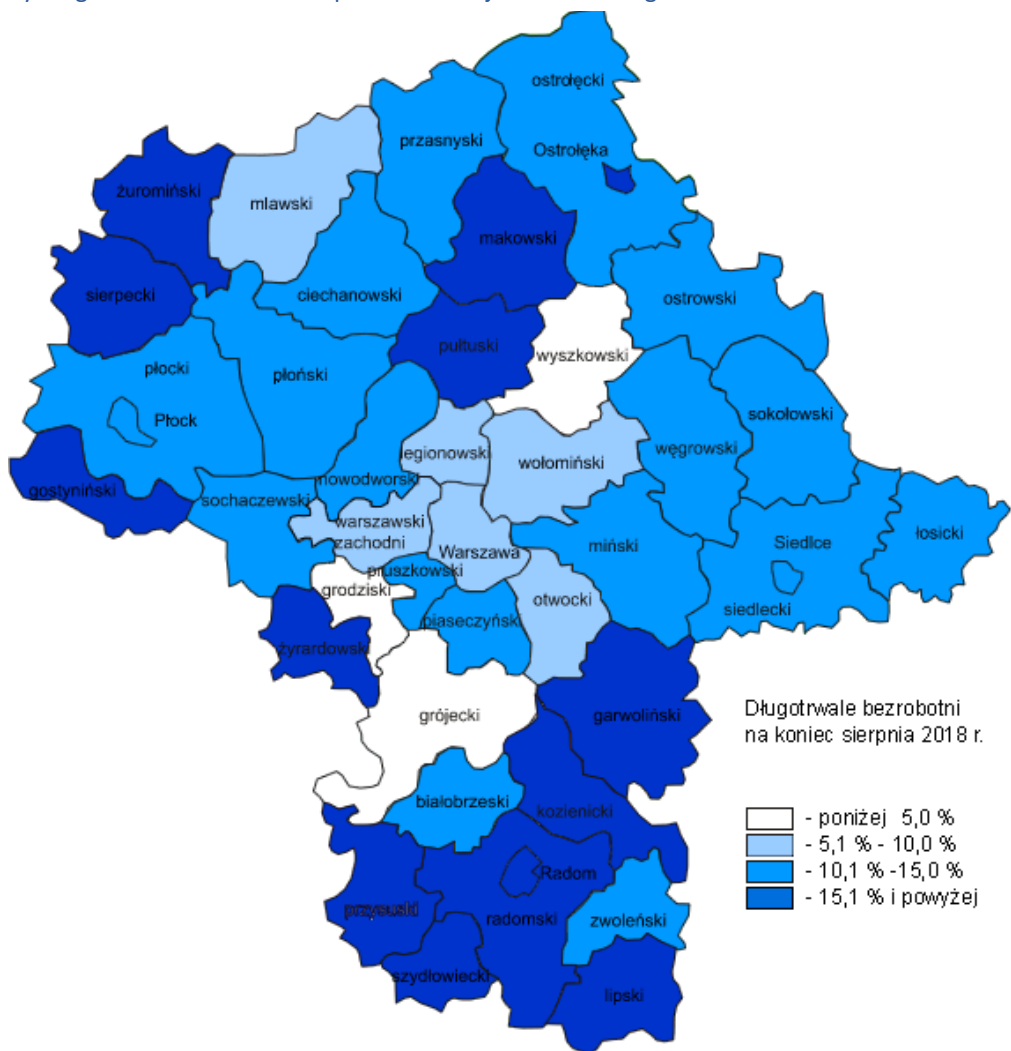 ostrołęcki
przasnyski
Ostrołęka
żuromiński
mlawski
makowski
sierpecki
ciechanowski
ostrowski
pułtuski
wyszkowski
płocki
płoński
Płock
sokołowski
węgrowski
legionowski
wołomiński
gostyniński
nowodworski
sochaczewski
warszawski
zachodni
Warszawa
miński
Siedlce
łosicki
pruszkowski
grodziski
otwocki
siedlecki
piaseczyński
żyrardowski
grójecki
garwoliński
Długotrwale bezrobotni
na koniec sierpnia 2018 r.
białobrzeski
kozienicki
- poniżej 5,0 %
- 5,1 % - 10,0 %
- 10,1 % -15,0 %
- 15,1 % i powyżej
Radom
przysuski
radomski
zwoleński
szydłowiecki
lipski